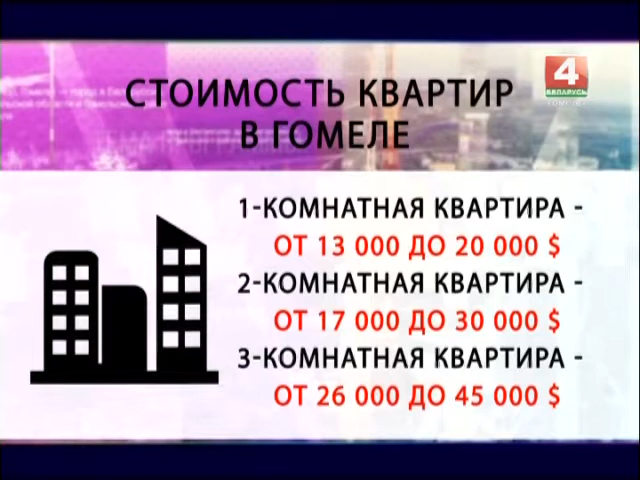 4
БЕЛАРУСЬ
ГОМЕЛЬ
СТОИМОСТЬ КВАРТИР
В ГОМЕЛЕ
1-КОМНАТНАЯ КВАРТИРА -
ОТ 13 000 ДО 20 000 $
2-КОМНАТНАЯ КВАРТИРА -
ОТ 17 000 ДО 30 000 $
3-КОМНАТНАЯ КВАРТИРА -
ОТ 26 000 ДО 45 000 $